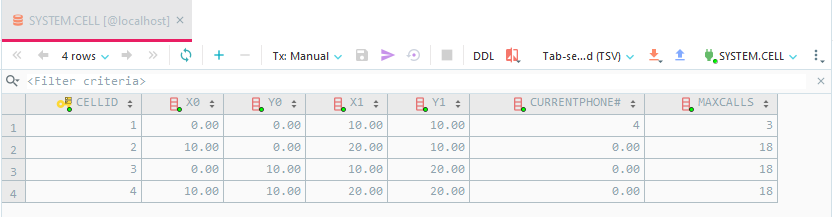 SYSTEM.CELL [@localhost] ×
4 rows Tx: Manual DDL Tab-se...d (TSV) SYSTEM.CELL
<Filter criteria>
CELLID X0 Y0 X1 Y1 CURRENTPHONE# MAXCALLS
1 1 0.00 0.00 10.00 10.00 4 3
2 2 10.00 0.00 20.00 10.00 0.00 18
3 3 0.00 10.00 10.00 20.00 0.00 18
4 4 10.00 10.00 20.00 20.00 0.00 18